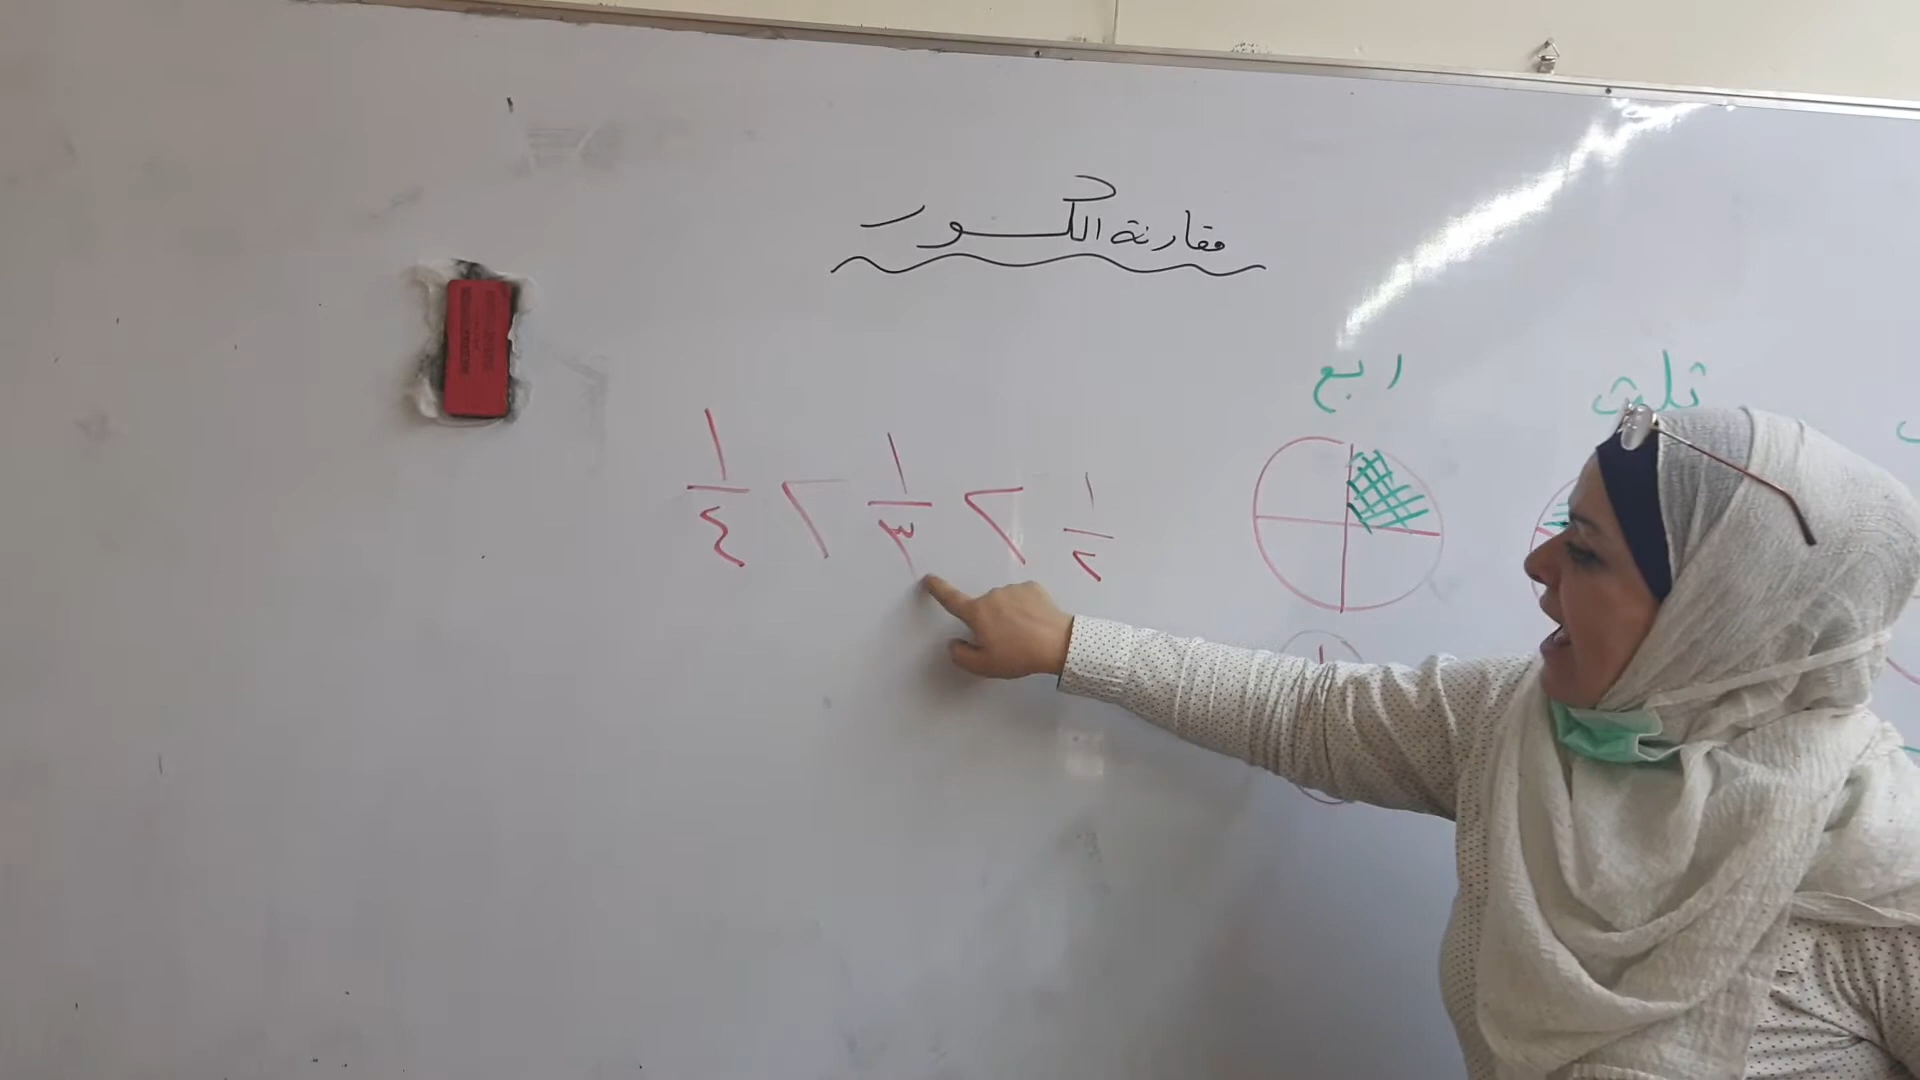 مقارنة الكسور
ثلث ربع
١/٢ > ١/٣ > ١/٤